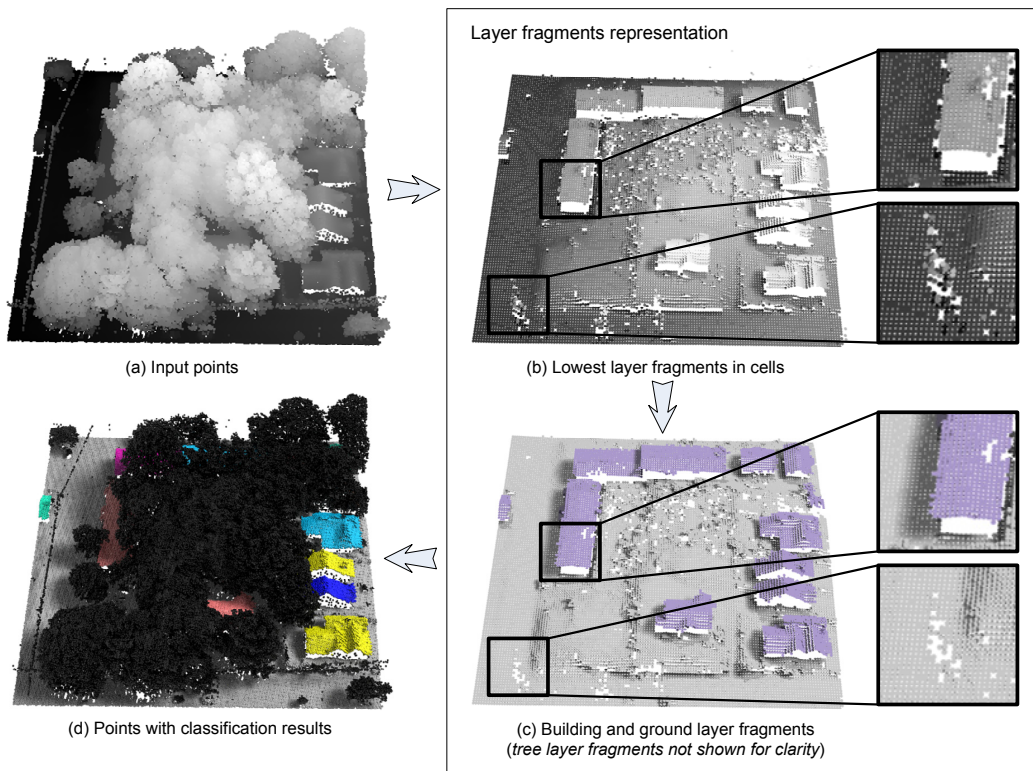 Layer fragments representation
(a) Input points
(b) Lowest layer fragments in cells
(d) Points with classification results
(c) Building and ground layer fragments
(tree layer fragments not shown for clarity)